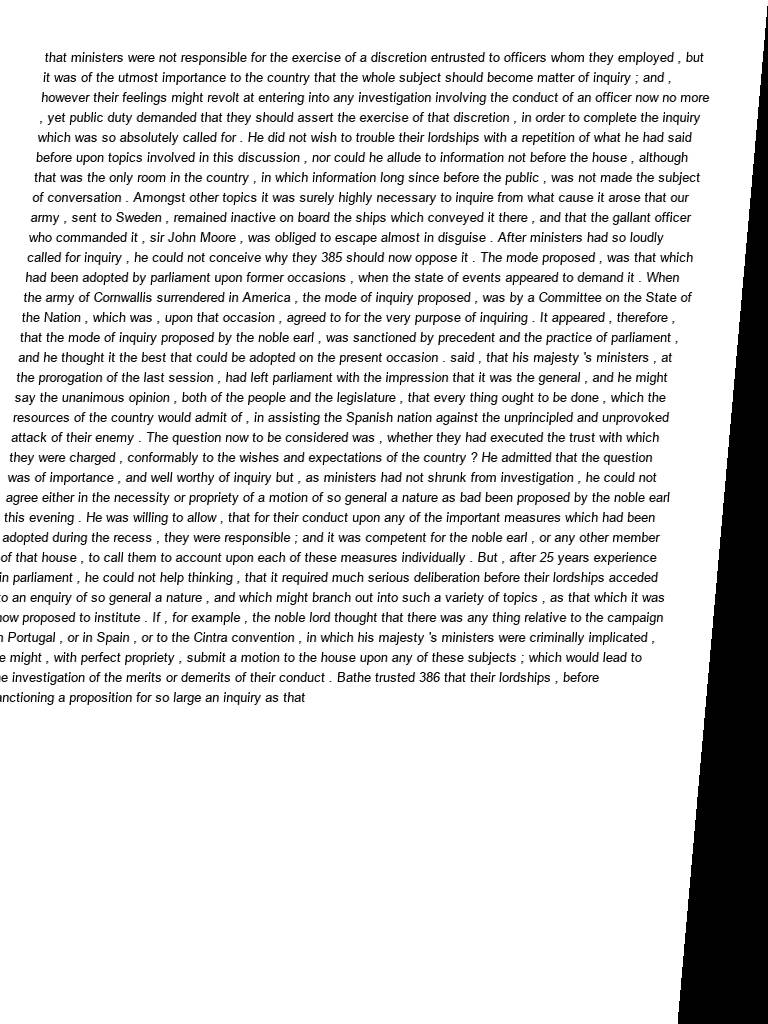 that ministers were not responsible for the exercise of a discretion entrusted to officers whom they employed , but
it was of the utmost importance to the country that the whole subject should become matter of inquiry ; and ,
however their feelings might revolt at entering into any investigation involving the conduct of an officer now no more
, yet public duty demanded that they should assert the exercise of that discretion , in order to complete the inquiry
which was so absolutely called for . He did not wish to trouble their lordships with a repetition of what he had said
before upon topics involved in this discussion , nor could he allude to information not before the house , although
that was the only room in the country , in which information long since before the public , was not made the subject
of conversation . Amongst other topics it was surely highly necessary to inquire from what cause it arose that our
army , sent to Sweden , remained inactive on board the ships which conveyed it there , and that the gallant officer
who commanded it , sir John Moore , was obliged to escape almost in disguise . After ministers had so loudly
called for inquiry , he could not conceive why they 385 should now oppose it . The mode proposed , was that which
had been adopted by parliament upon former occasions , when the state of events appeared to demand it . When
the army of Cornwallis surrendered in America , the mode of inquiry proposed , was by a Committee on the State of
the Nation , which was , upon that occasion , agreed to for the very purpose of inquiring . It appeared , therefore ,
that the mode of inquiry proposed by the noble earl , was sanctioned by precedent and the practice of parliament ,
and he thought it the best that could be adopted on the present occasion . said , that his majesty 's ministers , at
the prorogation of the last session , had left parliament with the impression that it was the general , and he might
say the unanimous opinion , both of the people and the legislature , that every thing ought to be done , which the
resources of the country would admit of , in assisting the Spanish nation against the unprincipled and unprovoked
attack of their enemy . The question now to be considered was , whether they had executed the trust with which
they were charged , conformably to the wishes and expectations of the country ? He admitted that the question
was of importance , and well worthy of inquiry but , as ministers had not shrunk from investigation , he could not
agree either in the necessity or propriety of a motion of so general a nature as bad been proposed by the noble earl
this evening . He was willing to allow , that for their conduct upon any of the important measures which had been
adopted during the recess , they were responsible ; and it was competent for the noble earl , or any other member
of that house , to call them to account upon each of these measures individually . But , after 25 years experience
in parliament , he could not help thinking , that it required much serious deliberation before their lordships acceded
an enquiry of so general a nature , and which might branch out into such a variety of topics , as that which it was
proposed to institute . If , for example , the noble lord thought that there was any thing relative to the campaign
Portugal , or in Spain , or to the Cintra convention , in which his majesty 's ministers were criminally implicated ,
might , with perfect propriety , submit a motion to the house upon any of these subjects ; which would lead to
investigation of the merits or demerits of their conduct . Bathe trusted 386 that their lordships , before
a proposition for so large an inquiry as that